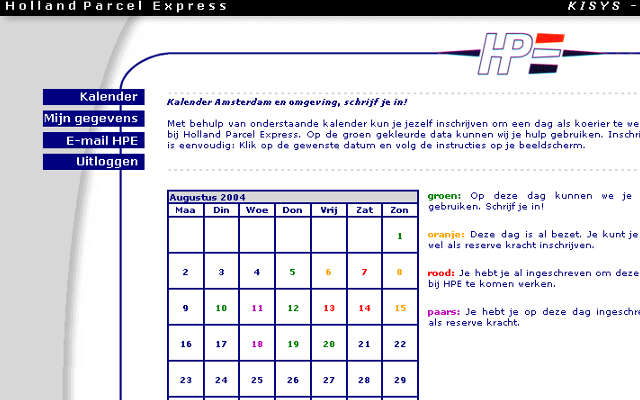 Holland Parcel Express
KISYS -
HPE
Kalender
Mijn gegevens
E-mail HPE
Uitloggen
Kalender Amsterdam en omgeving, schrijf je in!
Met behulp van onderstaande kalender kun je jezelf inschrijven om een dag als koerier te we
bij Holland Parcel Express. Op de groen gekleurde data kunnen wij je hulp gebruiken. Inschri
is eenvoudig: Klik op de gewenste datum en volg de instructies op je beeldscherm.
Augustus 2004
Maa Din Woe Don Vrij Zat Zon
1
2 3 4 5 6 7 8
9 10 11 12 13 14 15
16 17 18 19 20 21 22
23 24 25 26 27 28 29
groen: Op deze dag kunnen we je
gebruiken. Schrijf je in!
oranje: Deze dag is al bezet. Je kunt je
wel als reserve kracht inschrijven.
rood: Je hebt je al ingeschreven om deze
bij HPE te komen werken.
paars: Je hebt je op deze dag ingeschre
als reserve kracht.